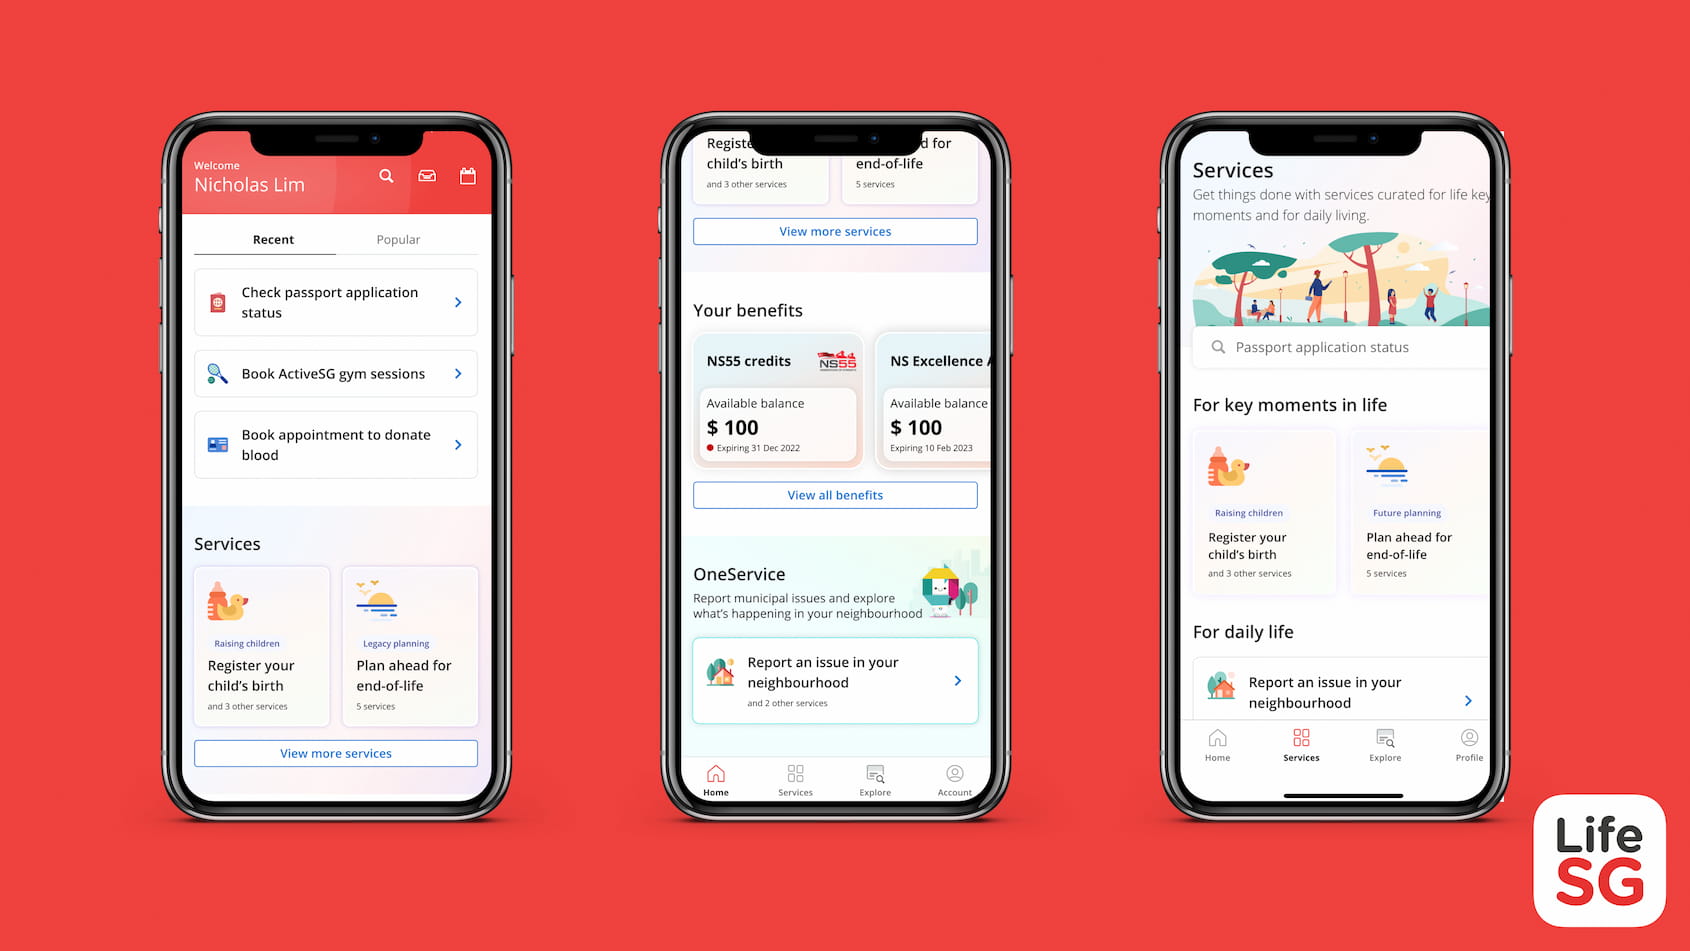 Welcome
Nicholas Lim
Recent
Popular
Check passport application
status
Book ActiveSG gym sessions
Book appointment to donate
blood
Services
Raising children
Register your
child's birth
and 3 other services
Legacy planning
Plan ahead for
end-of-life
5 services
View more services
Registe
child's birth
and 3 other services
d for
end-of-life
5 services
View more services
Your benefits
NS55 credits
NS55
Available balance
$ 100
Expiring 31 Dec 2022
NS Excellence
Available balance
$ 100
Expiring 10 Feb 2023
View all benefits
OneService
Report municipal issues and explore
what's happening in your neighbourhood
Report an issue in your
neighbourhood
and 2 other services
Home
Services
Explore
Account
Services
Get things done with services curated for life key
moments and for daily living.
Passport application status
For key moments in life
Raising children
Register your
child's birth
and 3 other services
Future planning
Plan ahead for
end-of-life
5 services
For daily life
Report an issue in your
neighbourhood
Home
Services
Explore
Profile
Life
SG